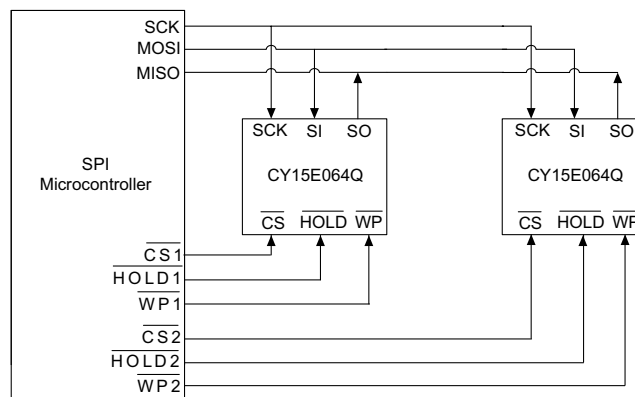 SCK
MOSI
MISO
SCK SI SO
SCK SI SO
SPI
Microcontroller
CY15E064Q
CY15E064Q
CS HOLD WP
CS HOLD WP
CS1
HOLD1
WP1
CS2
HOLD2
WP2